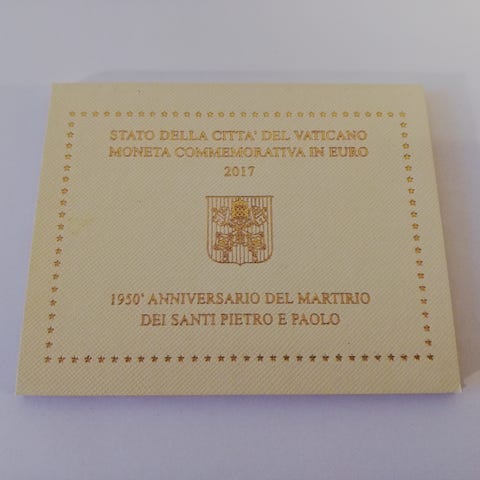 STATO DELLA CITTA' DEL VATICANO
MONETA COMMEMORATIVA IN EURO
2017
1950° ANNIVERSARIO DEL MARTIRIO
DEI SANTI PIETRO E PAOLO